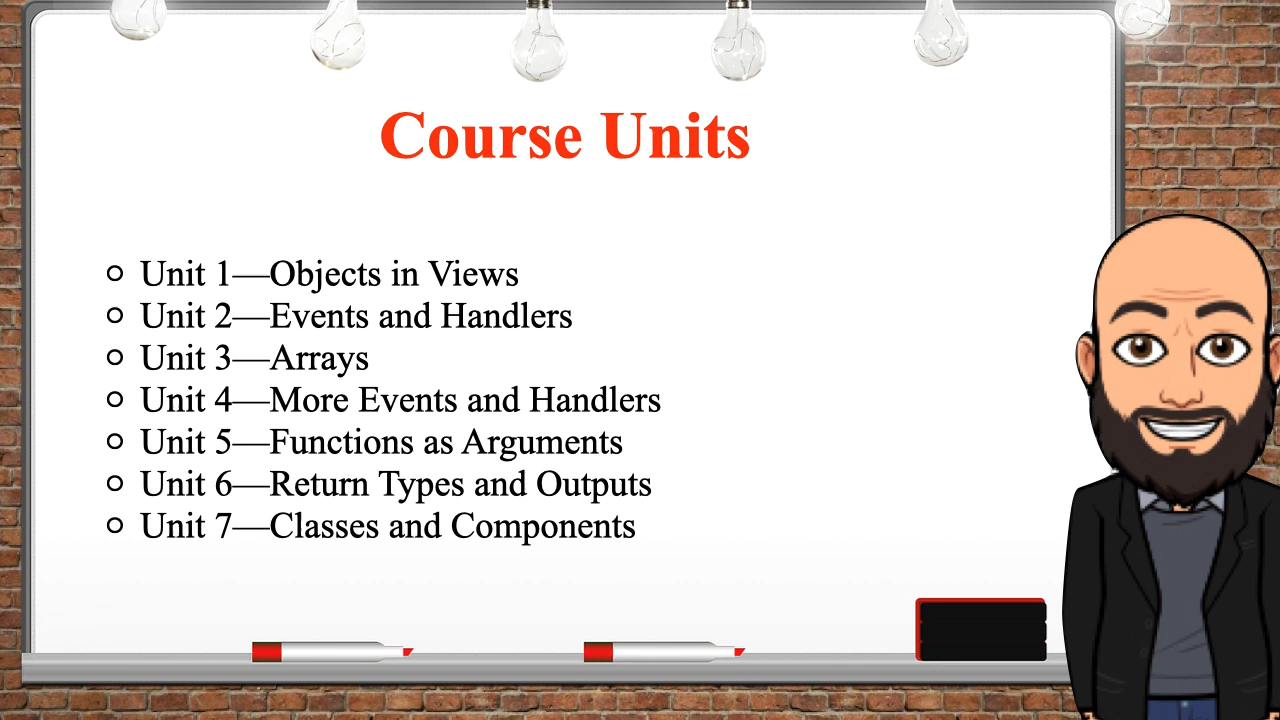 Course Units
Unit 1—Objects in Views
Unit 2—Events and Handlers
Unit 3—Arrays
Unit 4—More Events and Handlers
Unit 5—Functions as Arguments
Unit 6—Return Types and Outputs
Unit 7—Classes and Components